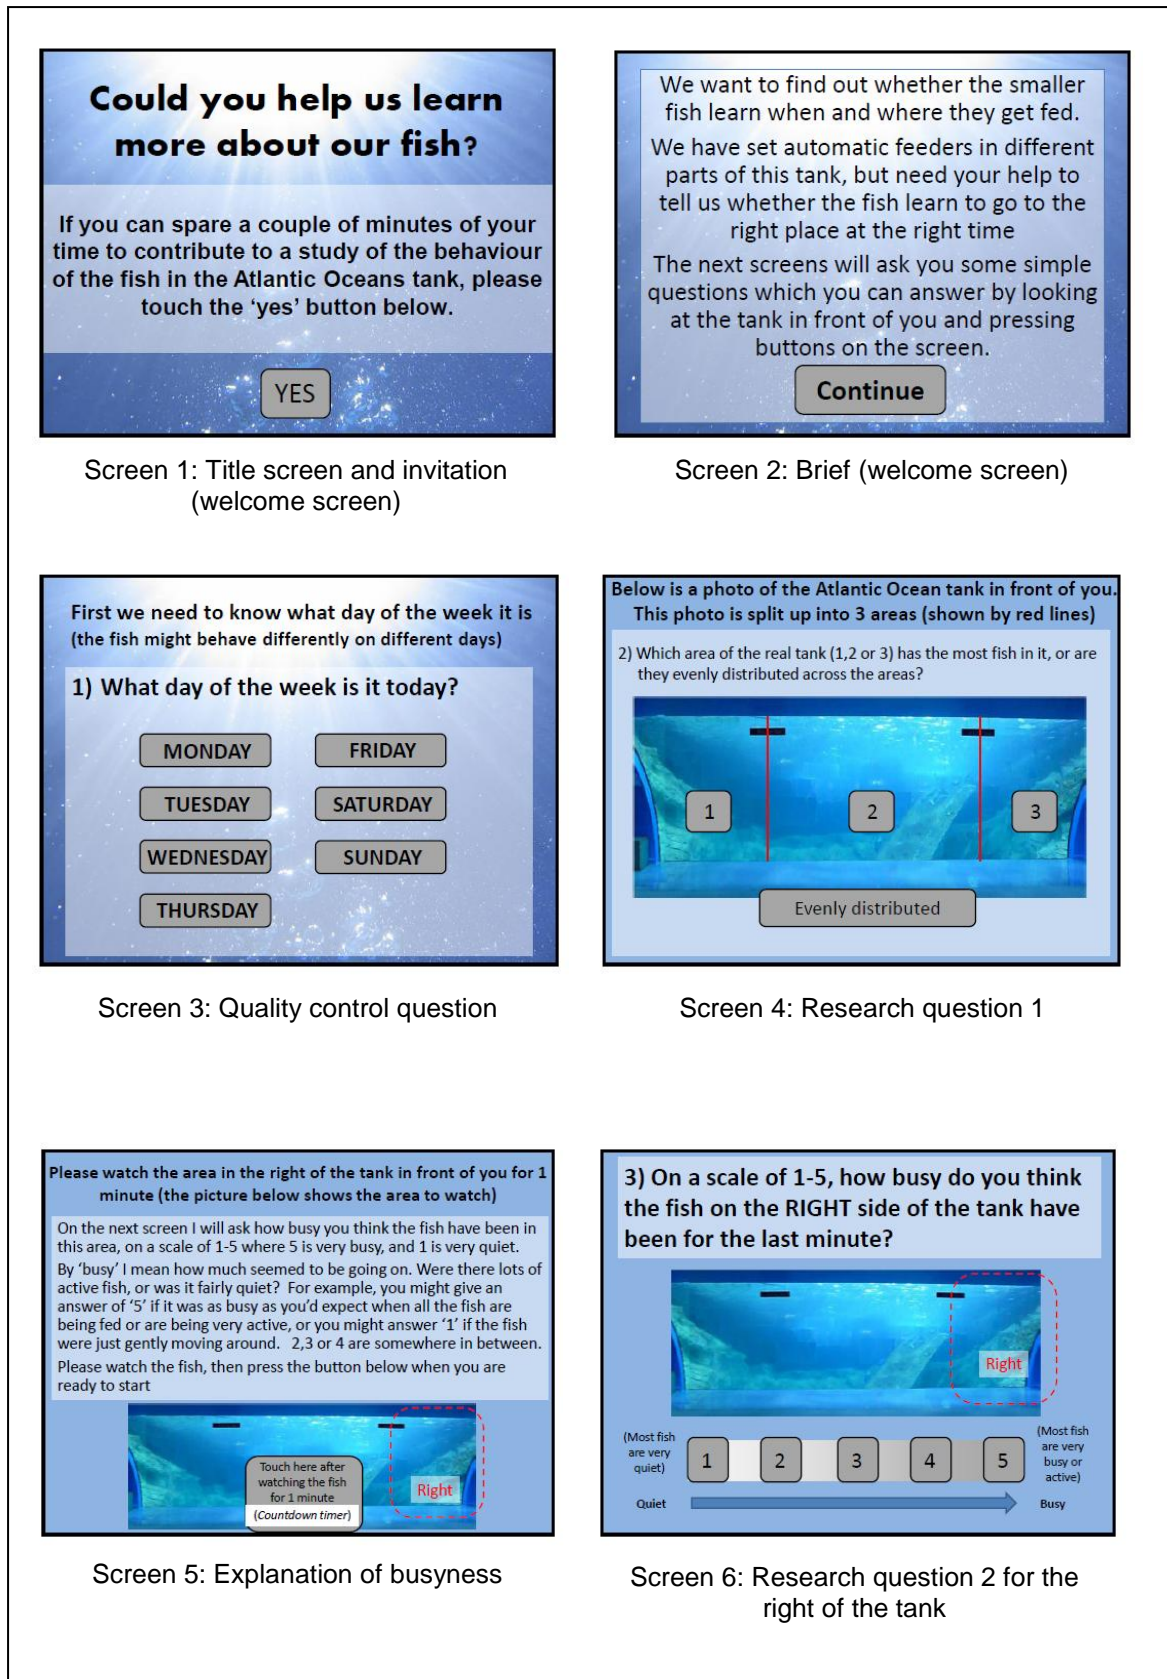 Could you help us learn
more about our fish?
If you can spare a couple of minutes of your
time to contribute to a study of the behaviour
of the fish in the Atlantic Oceans tank, please
touch the ‘yes’ button below.
YES
Screen 1: Title screen and invitation
(welcome screen)
We want to find out whether the smaller
fish learn when and where they get fed.
We have set automatic feeders in different
parts of this tank, but need your help to
tell us whether the fish learn to go to the
right place at the right time
The next screens will ask you some simple
questions which you can answer by looking
at the tank in front of you and pressing
buttons on the screen.
Continue
Screen 2: Brief (welcome screen)
First we need to know what day of the week it is
(the fish might behave differently on different days)
1) What day of the week is it today?
MONDAY
TUESDAY
WEDNESDAY
THURSDAY
FRIDAY
SATURDAY
SUNDAY
Screen 3: Quality control question
Below is a photo of the Atlantic Ocean tank in front of you.
This photo is split up into 3 areas (shown by red lines)
2) Which area of the real tank (1,2 or 3) has the most fish in it, or are
they evenly distributed across the areas?
1
2
3
Evenly distributed
Screen 4: Research question 1
Please watch the area in the right of the tank in front of you for 1
minute (the picture below shows the area to watch)
On the next screen I will ask how busy you think the fish have been in
this area, on a scale of 1-5 where 5 is very busy, and 1 is very quiet.
By ‘busy’ I mean how much seemed to be going on. Were there lots of
active fish, or was it fairly quiet? For example, you might give an
answer of ‘5’ if it was as busy as you’d expect when all the fish are
being fed or are being very active, or you might answer ‘1’ if the fish
were just gently moving around. 2,3 or 4 are somewhere in between.
Please watch the fish, then press the button below when you are
ready to start
Touch here after
watching the fish
for 1 minute
(Countdown timer)
Right
Screen 5: Explanation of busyness
3) On a scale of 1-5, how busy do you think
the fish on the RIGHT side of the tank have
been for the last minute?
Right
(Most fish
are very
quiet)
1
2
3
4
5
(Most fish
are very
busy or
active)
Quiet
Busy
Screen 6: Research question 2 for the
right of the tank